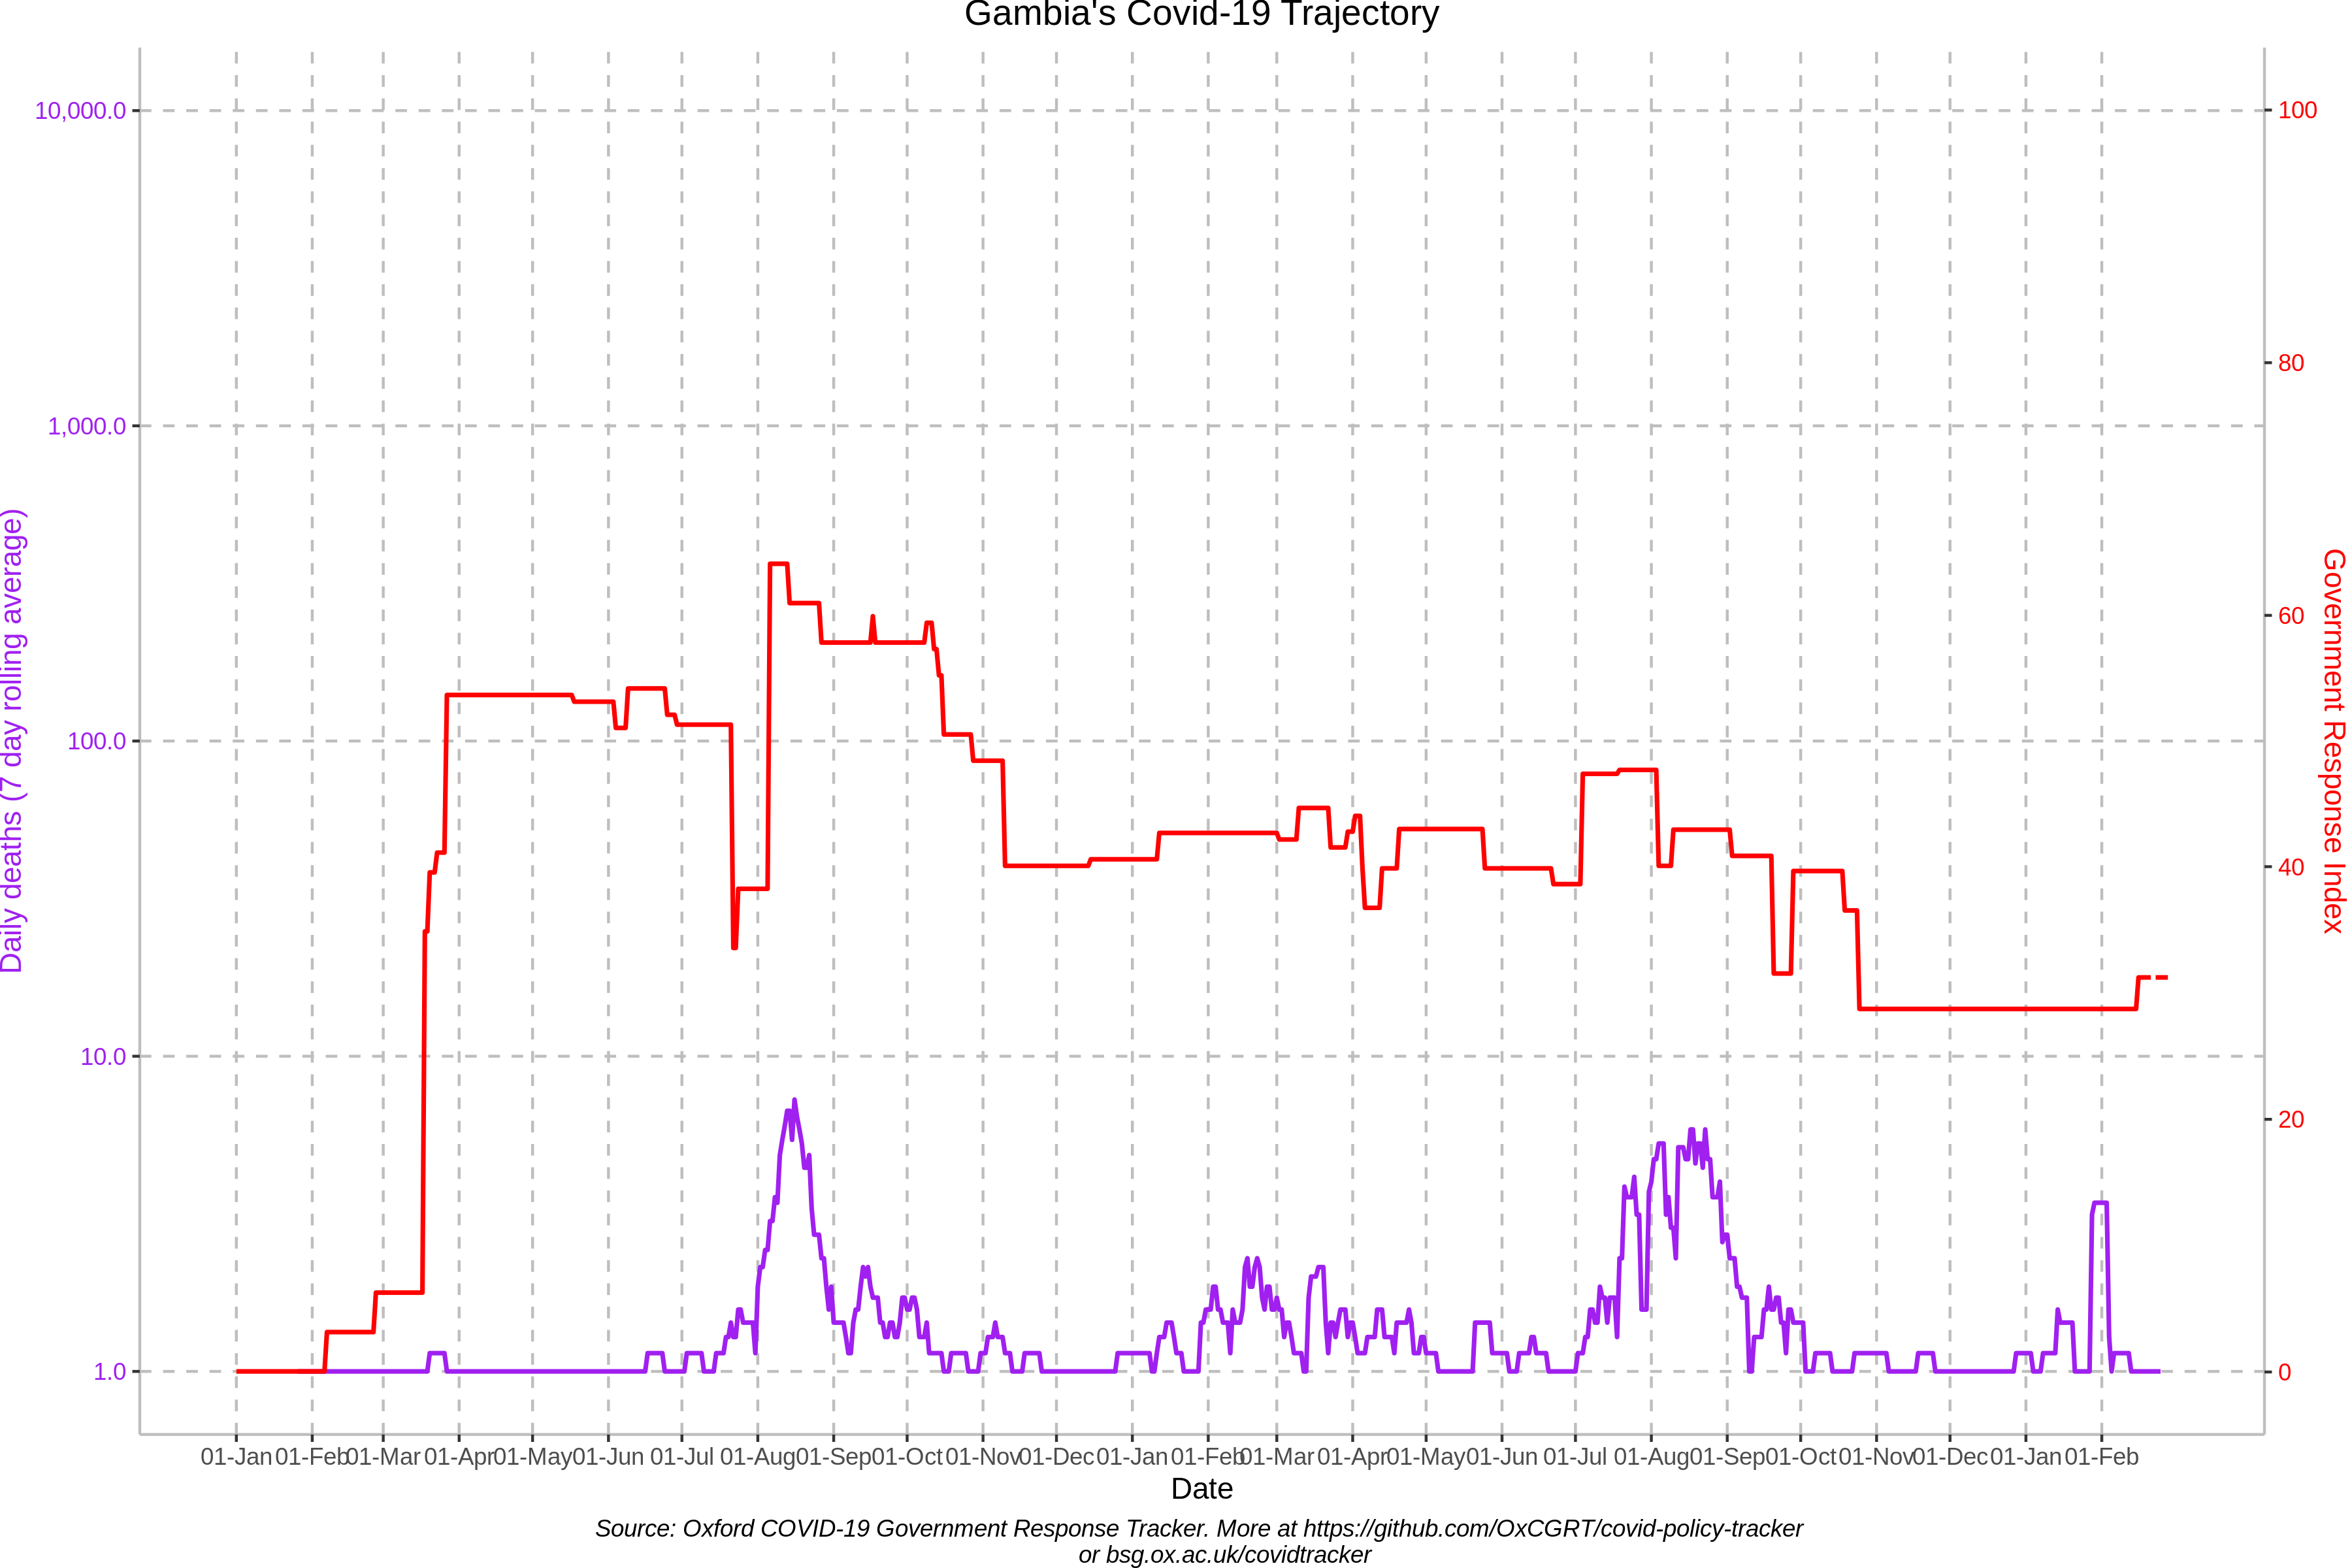 Gambia's Covid-19 Trajectory
10,000.0
1,000.0
100.0
10.0
1.0
Daily deaths (7 day rolling average)
100
80
60
40
20
0
Government Response Index
01-Jan 01-Feb 01-Mar 01-Apr 01-May 01-Jun 01-Jul 01-Aug 01-Sep 01-Oct 01-Nov 01-Dec 01-Jan 01-Feb 01-Mar 01-Apr 01-May 01-Jun 01-Jul 01-Aug 01-Sep 01-Oct 01-Nov 01-Dec 01-Jan 01-Feb
Date
Source: Oxford COVID-19 Government Response Tracker. More at https://github.com/OxCGRT/covid-policy-tracker
or bsg.ox.ac.uk/covidtracker